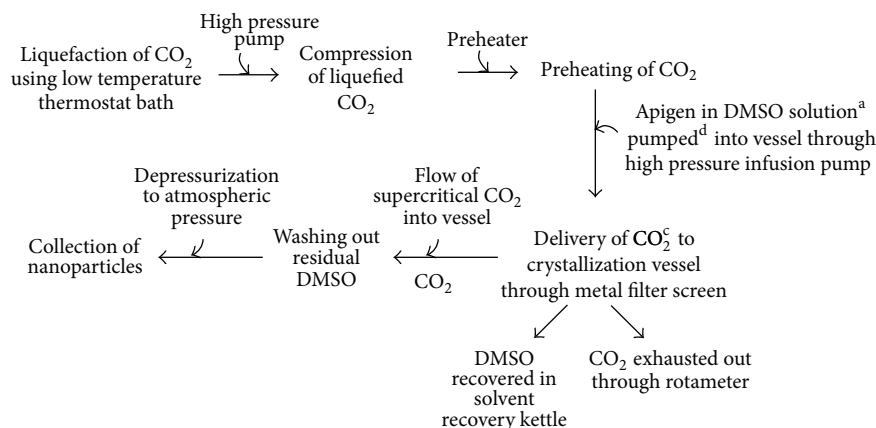 Liquefaction of CO₂
using low temperature
thermostat bath
High pressure
pump
Compression
of liquefied
CO₂
Preheater
Preheating of CO₂
Apigen in DMSO solutionᵃ
pumpedᵈ into vessel through
high pressure infusion pump
Delivery of CO₂ᶜ to
crystallization vessel
through metal filter screen
DMSO
recovered in
solvent
recovery kettle
CO₂ exhausted out
through rotameter
Flow of
supercritical CO₂
into vessel
CO₂
Washing out
residual
DMSO
Depressurization
to atmospheric
pressure
Collection of
nanoparticles